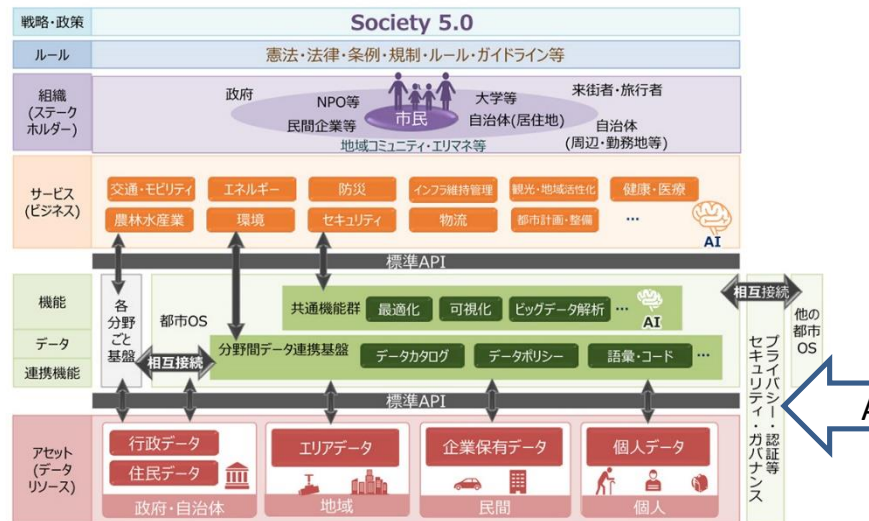 戦略・政策
Society 5.0
ルール
憲法・法律・条例・規制・ルール・ガイドライン等
組織
(ステーク
ホルダー)
政府
NPO等
民間企業等
市民
大学等
自治体(居住地)
来街者・旅行者
自治体
(周辺・勤務地等)
地域コミュニティ・エリマネ等
サービス
(ビジネス)
交通・モビリティ
エネルギー
防災
インフラ維持管理
観光・地域活性化
健康・医療
農林水産業
環境
セキュリティ
物流
都市計画・整備
…
AI
標準API
機能
データ
連携機能
各分野ごと基盤
都市OS
共通機能群
最適化
可視化
ビッグデータ解析
…
AI
相互接続
分野間データ連携基盤
データカタログ
データポリシー
語彙・コード
…
相互接続
他の都市OS
プライバシー・認証等
セキュリティ・ガバナンス
A
標準API
アセット
(データ
リソース)
行政データ
住民データ
政府・自治体
エリアデータ
地域
企業保有データ
民間
個人データ
個人